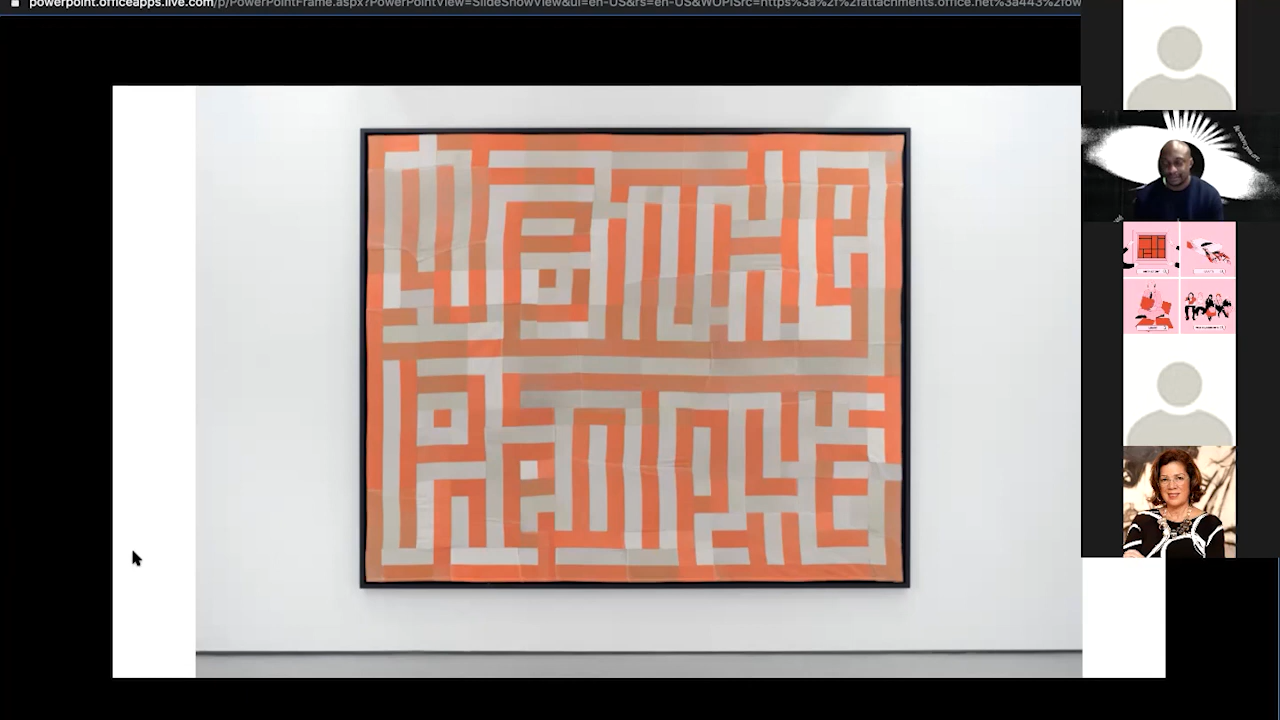 powerpoint.officeapps.live.com/p/PowerPointFrame.aspx?PowerPointView=SlideShowView&ui=en-US&rs=en-US&WOPISrc=https%3a%2f%2fattachments.office.net%3a443%2fow
We The
People